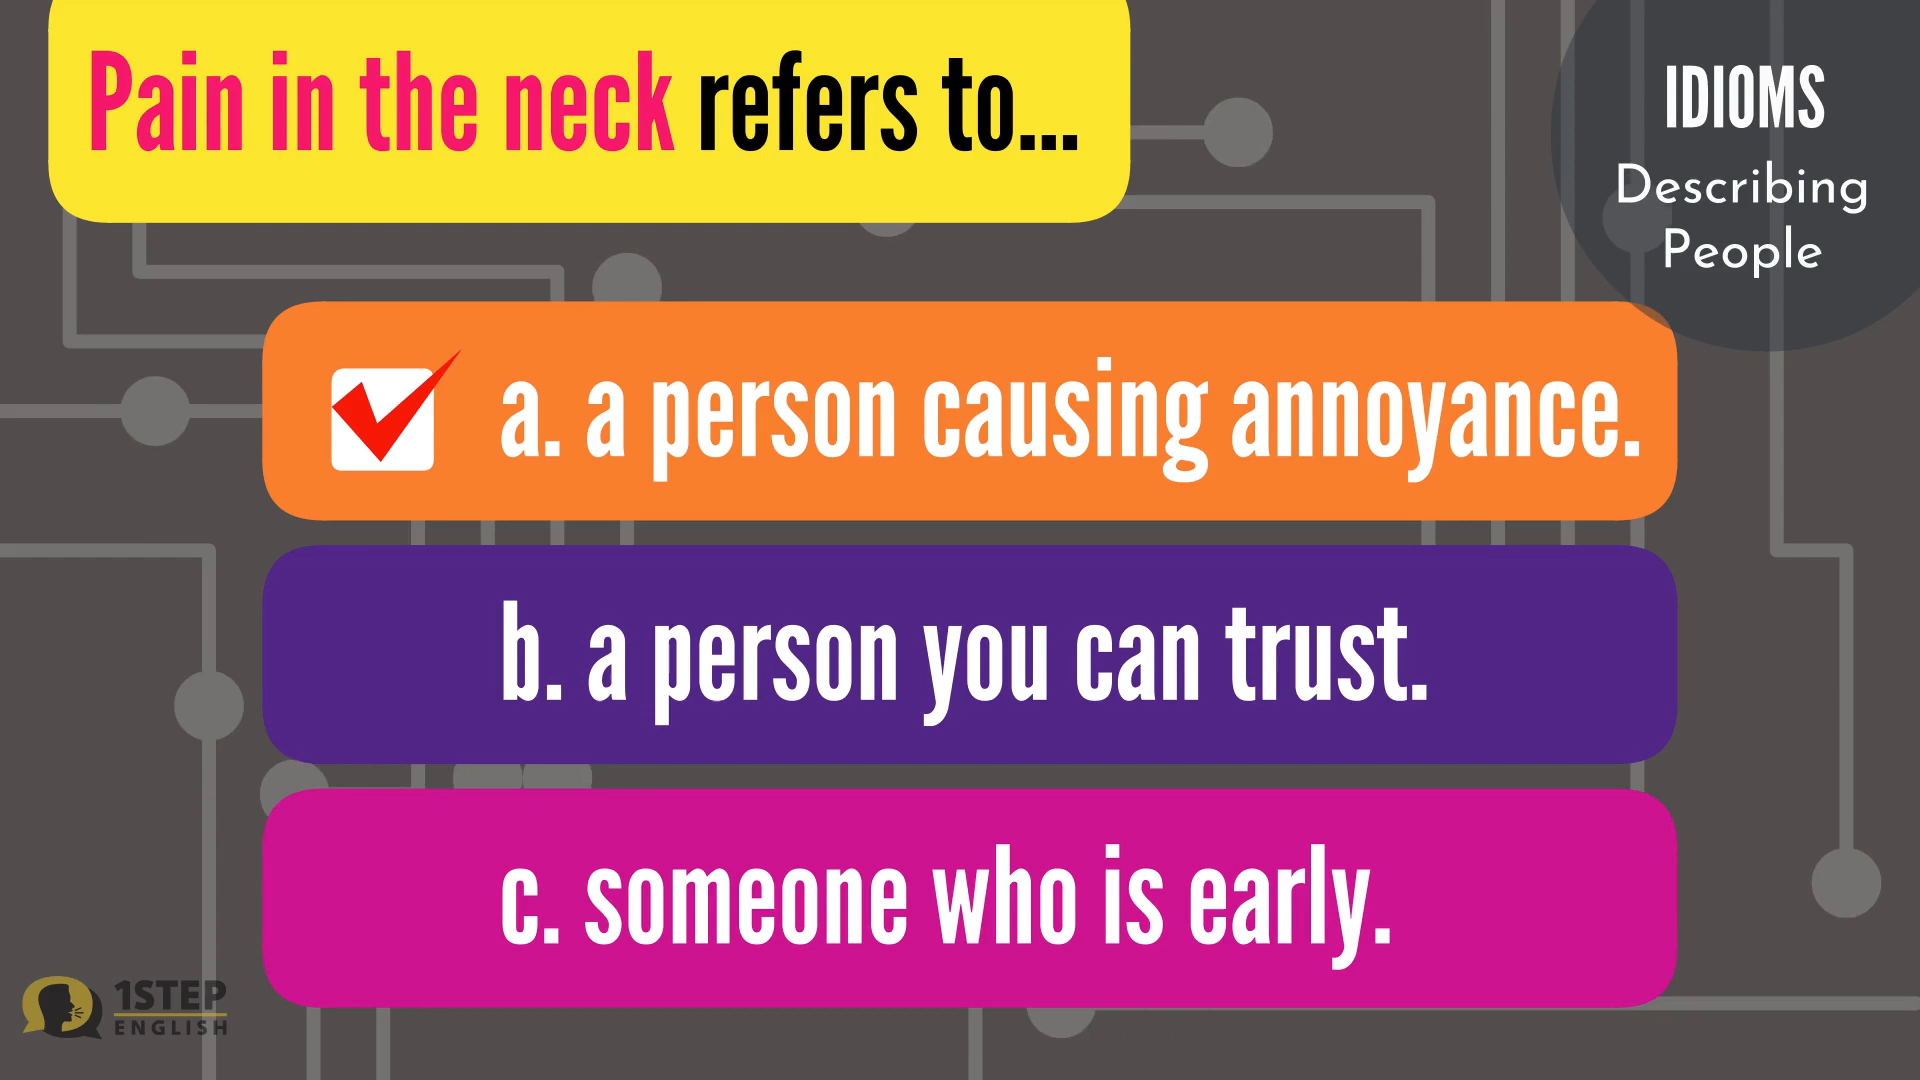 Pain in the neck refers to...
IDIOMS
Describing
People
a. a person causing annoyance.
b. a person you can trust.
c. someone who is early.
1STEP
ENGLISH